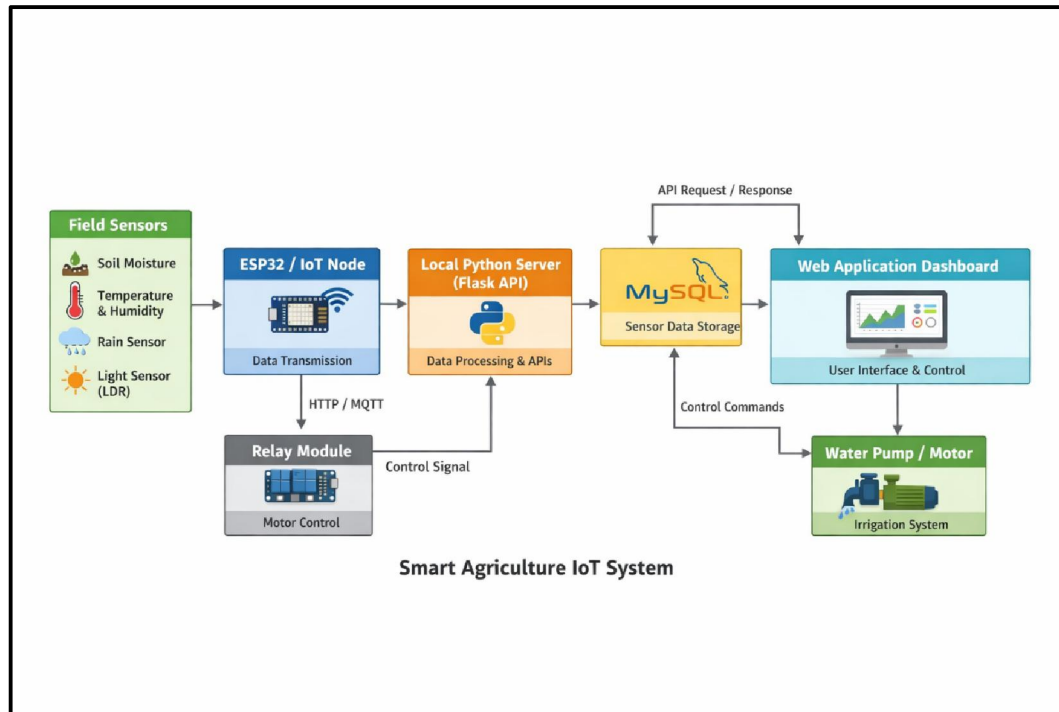 API Request / Response
Field Sensors
Soil Moisture
Temperature
& Humidity
Rain Sensor
Light Sensor
(LDR)
ESP32 / IoT Node
Data Transmission
HTTP / MQTT
Relay Module
Motor Control
Control Signal
Local Python Server
(Flask API)
Data Processing & APIs
MySQL
Sensor Data Storage
Control Commands
Web Application Dashboard
User Interface & Control
Water Pump / Motor
Irrigation System
Smart Agriculture IoT System